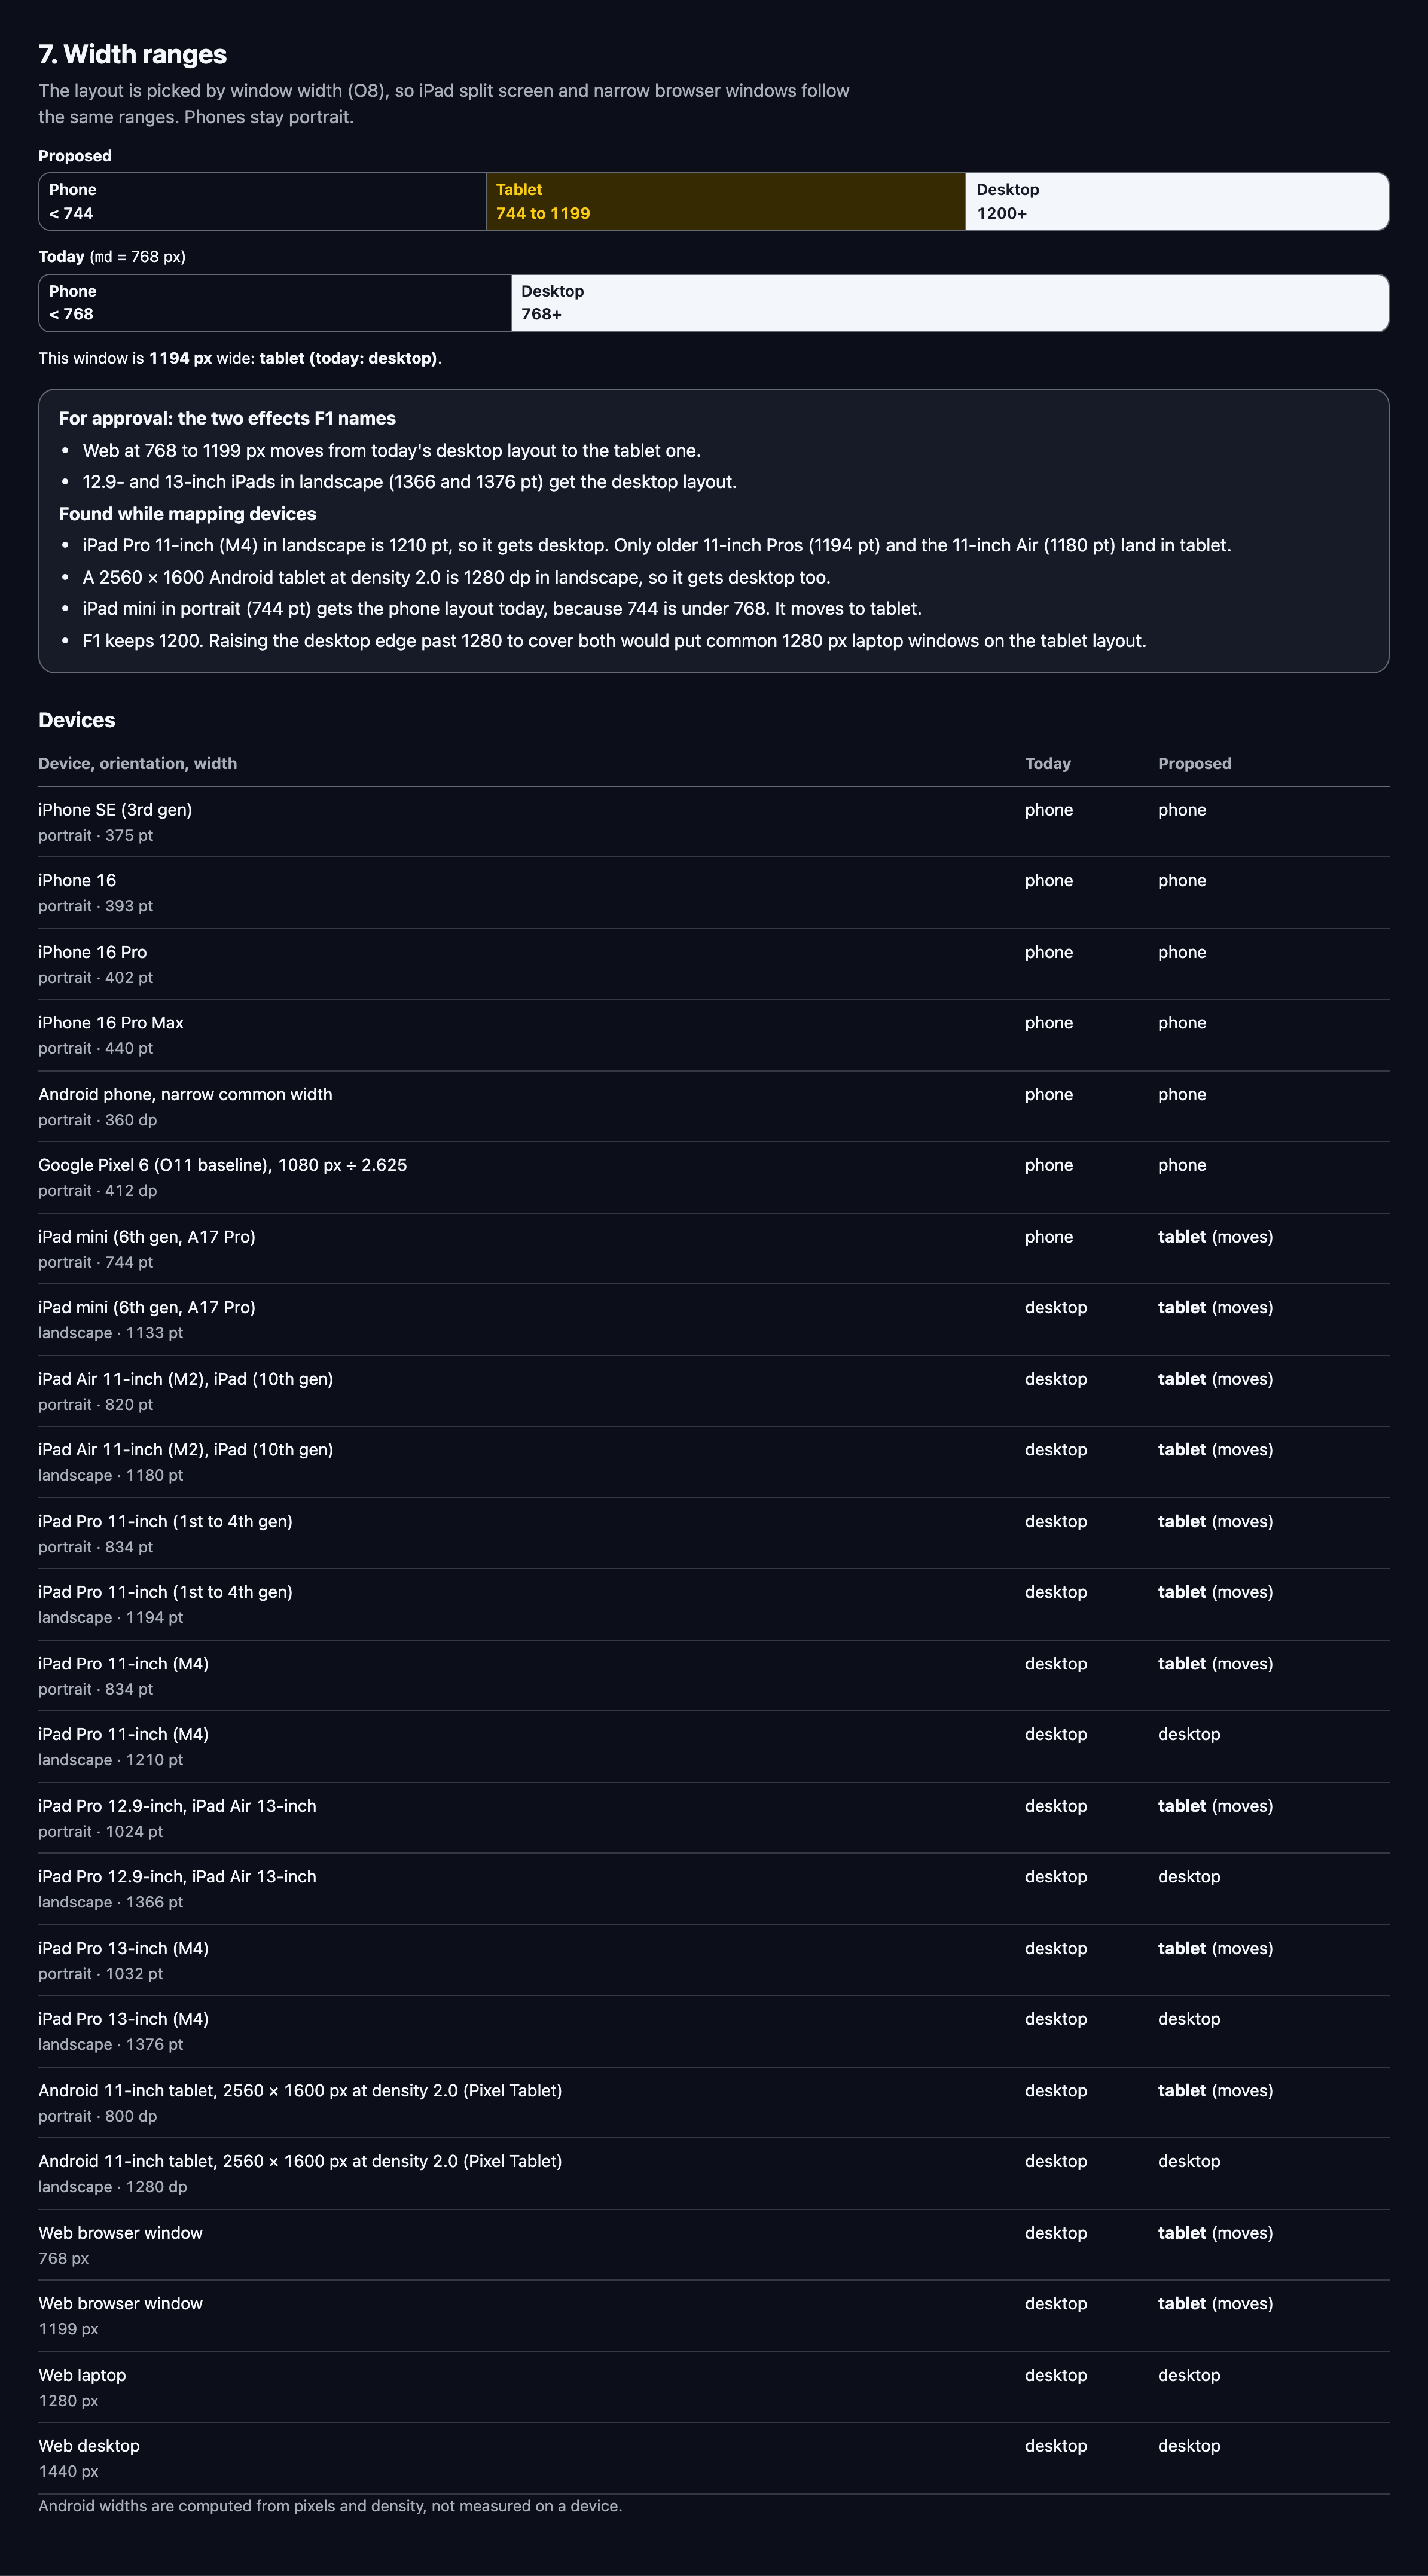 7. Width ranges
The layout is picked by window width (O8), so iPad split screen and narrow browser windows follow
the same ranges. Phones stay portrait.
Proposed
Phone
< 744
Tablet
744 to 1199
Desktop
1200+
Today (md = 768 px)
Phone
< 768
Desktop
768+
This window is 1194 px wide: tablet (today: desktop).
For approval: the two effects F1 names
• Web at 768 to 1199 px moves from today's desktop layout to the tablet one.
• 12.9- and 13-inch iPads in landscape (1366 and 1376 pt) get the desktop layout.
Found while mapping devices
• iPad Pro 11-inch (M4) in landscape is 1210 pt, so it gets desktop. Only older 11-inch Pros (1194 pt) and the 11-inch Air (1180 pt) land in tablet.
• A 2560 × 1600 Android tablet at density 2.0 is 1280 dp in landscape, so it gets desktop too.
• iPad mini in portrait (744 pt) gets the phone layout today, because 744 is under 768. It moves to tablet.
• F1 keeps 1200. Raising the desktop edge past 1280 to cover both would put common 1280 px laptop windows on the tablet layout.
Devices
Device, orientation, width Today Proposed
iPhone SE (3rd gen) phone phone
portrait · 375 pt
iPhone 16 phone phone
portrait · 393 pt
iPhone 16 Pro phone phone
portrait · 402 pt
iPhone 16 Pro Max phone phone
portrait · 440 pt
Android phone, narrow common width phone phone
portrait · 360 dp
Google Pixel 6 (O11 baseline), 1080 px ÷ 2.625 phone phone
portrait · 412 dp
iPad mini (6th gen, A17 Pro) phone tablet (moves)
portrait · 744 pt
iPad mini (6th gen, A17 Pro) desktop tablet (moves)
landscape · 1133 pt
iPad Air 11-inch (M2), iPad (10th gen) desktop tablet (moves)
portrait · 820 pt
iPad Air 11-inch (M2), iPad (10th gen) desktop tablet (moves)
landscape · 1180 pt
iPad Pro 11-inch (1st to 4th gen) desktop tablet (moves)
portrait · 834 pt
iPad Pro 11-inch (1st to 4th gen) desktop tablet (moves)
landscape · 1194 pt
iPad Pro 11-inch (M4) desktop tablet (moves)
portrait · 834 pt
iPad Pro 11-inch (M4) desktop desktop
landscape · 1210 pt
iPad Pro 12.9-inch, iPad Air 13-inch desktop tablet (moves)
portrait · 1024 pt
iPad Pro 12.9-inch, iPad Air 13-inch desktop desktop
landscape · 1366 pt
iPad Pro 13-inch (M4) desktop tablet (moves)
portrait · 1032 pt
iPad Pro 13-inch (M4) desktop desktop
landscape · 1376 pt
Android 11-inch tablet, 2560 × 1600 px at density 2.0 (Pixel Tablet) desktop tablet (moves)
portrait · 800 dp
Android 11-inch tablet, 2560 × 1600 px at density 2.0 (Pixel Tablet) desktop desktop
landscape · 1280 dp
Web browser window desktop tablet (moves)
768 px
Web browser window desktop tablet (moves)
1199 px
Web laptop desktop desktop
1280 px
Web desktop desktop desktop
1440 px
Android widths are computed from pixels and density, not measured on a device.